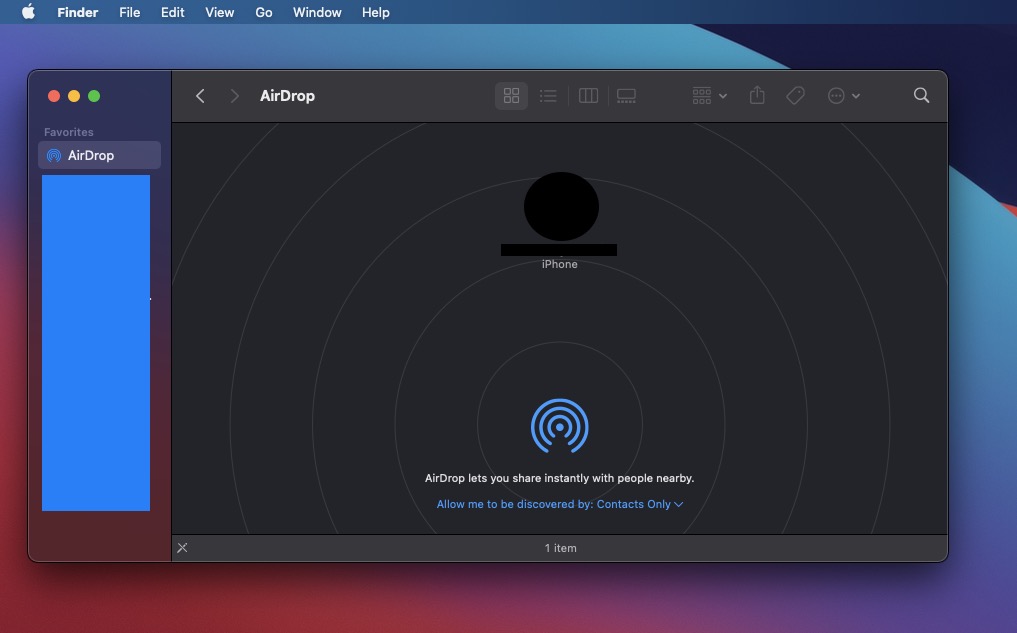 Finder File Edit View Go Window Help
AirDrop
Favorites
AirDrop
iPhone
AirDrop lets you share instantly with people nearby.
Allow me to be discovered by: Contacts Only
1 item